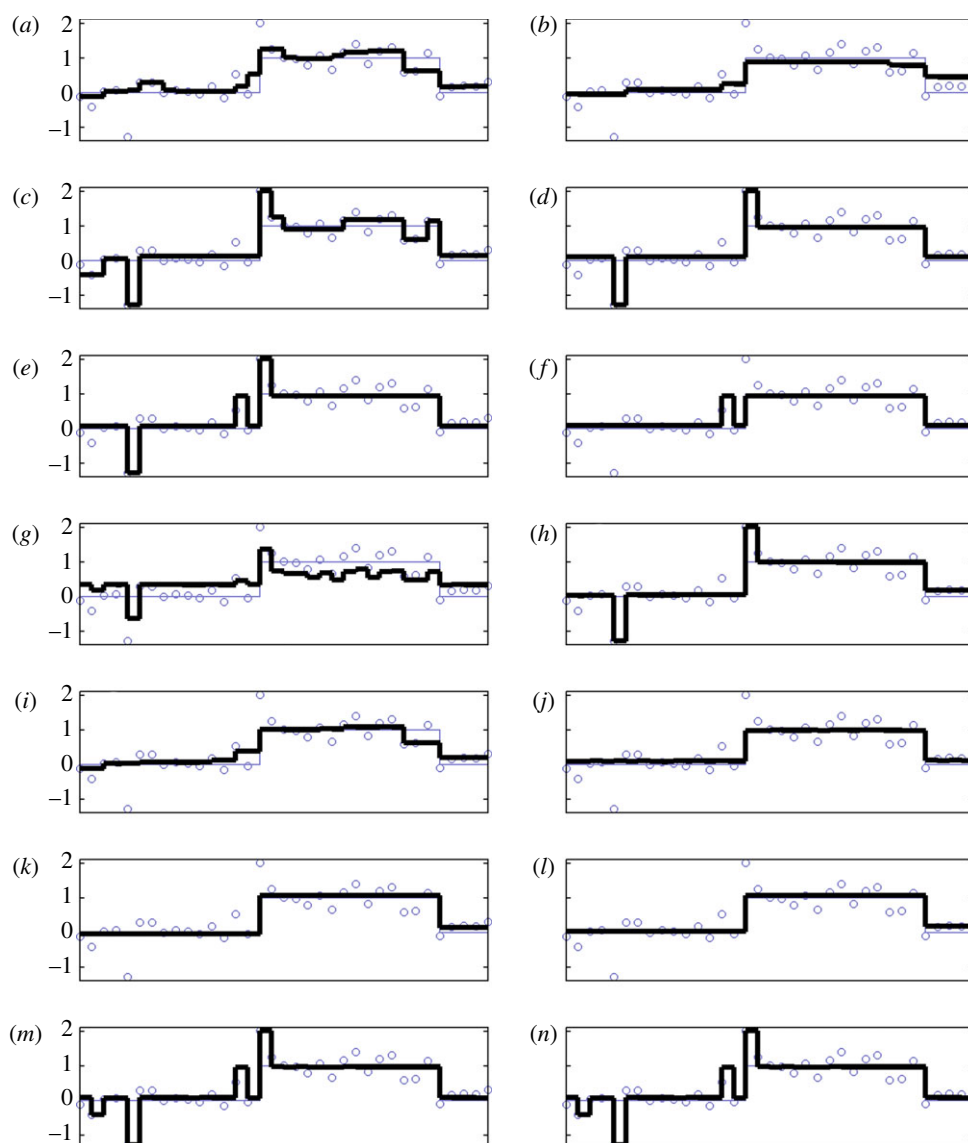 (a) 2 1 0 –1 (b)
(c) 2 1 0 –1 (d)
(e) 2 1 0 –1 (f)
(g) 2 1 0 –1 (h)
(i) 2 1 0 –1 (j)
(k) 2 1 0 –1 (l)
(m) 2 1 0 –1 (n)